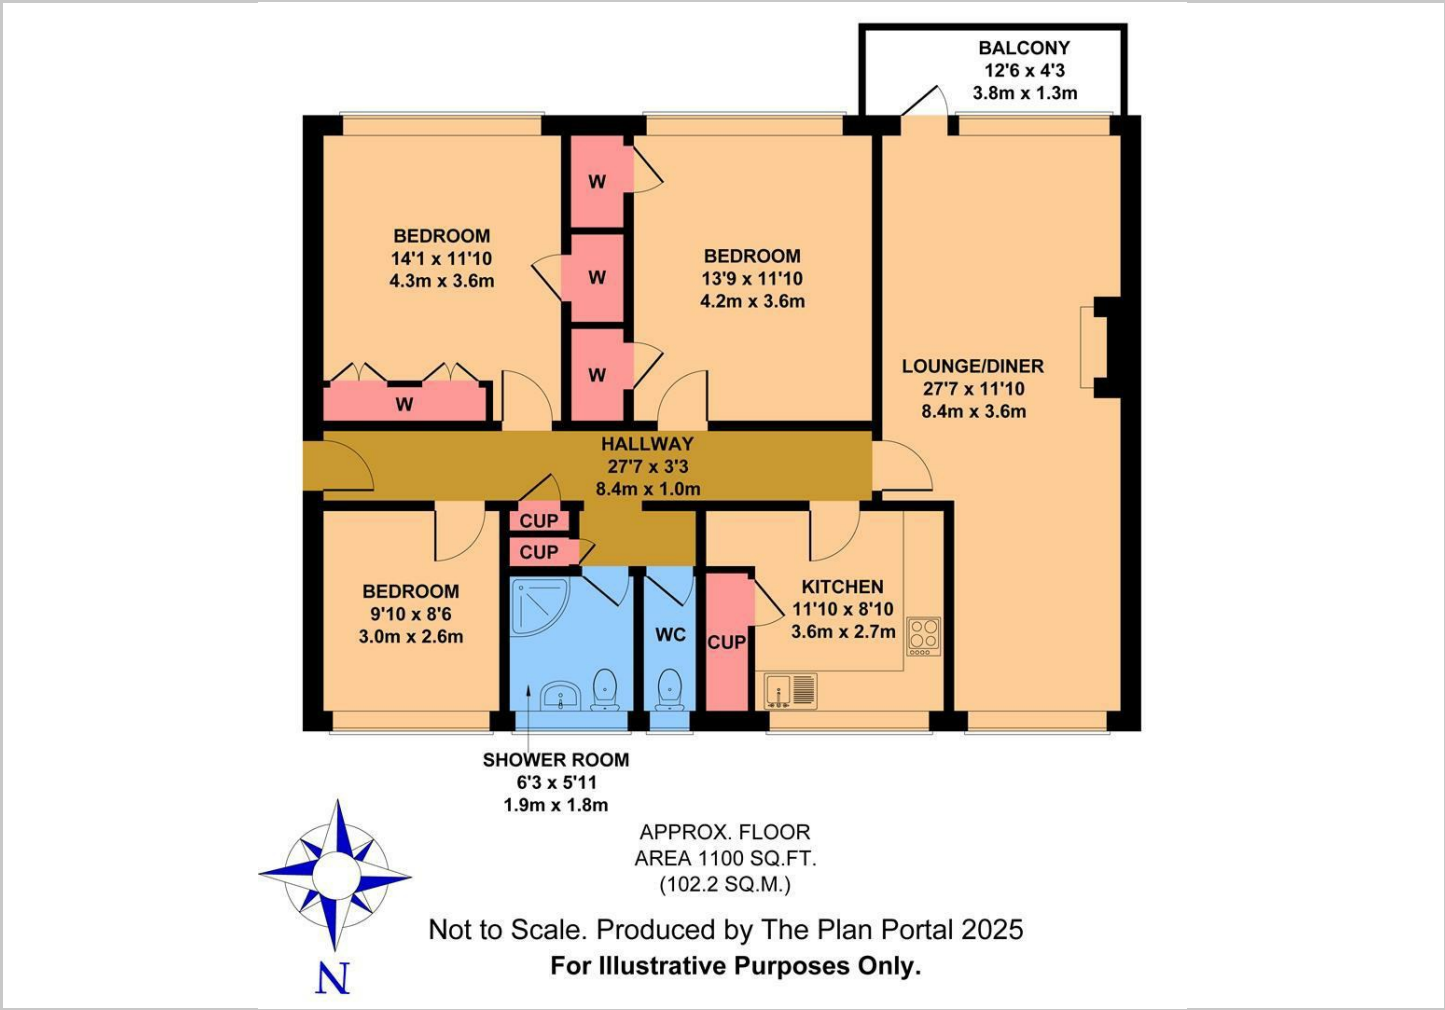 BALCONY
12'6 x 4'3
3.8m x 1.3m
W
BEDROOM
14'1 x 11'10
4.3m x 3.6m
W
BEDROOM
13'9 x 11'10
4.2m x 3.6m
W
W
LOUNGE/DINER
27'7 x 11'10
8.4m x 3.6m
HALLWAY
27'7 x 3'3
8.4m x 1.0m
CUP
CUP
BEDROOM
9'10 x 8'6
3.0m x 2.6m
WC
CUP
KITCHEN
11'10 x 8'10
3.6m x 2.7m
SHOWER ROOM
6'3 x 5'11
1.9m x 1.8m
APPROX. FLOOR
AREA 1100 SQ.FT.
(102.2 SQ.M.)
Not to Scale. Produced by The Plan Portal 2025
For Illustrative Purposes Only.
N